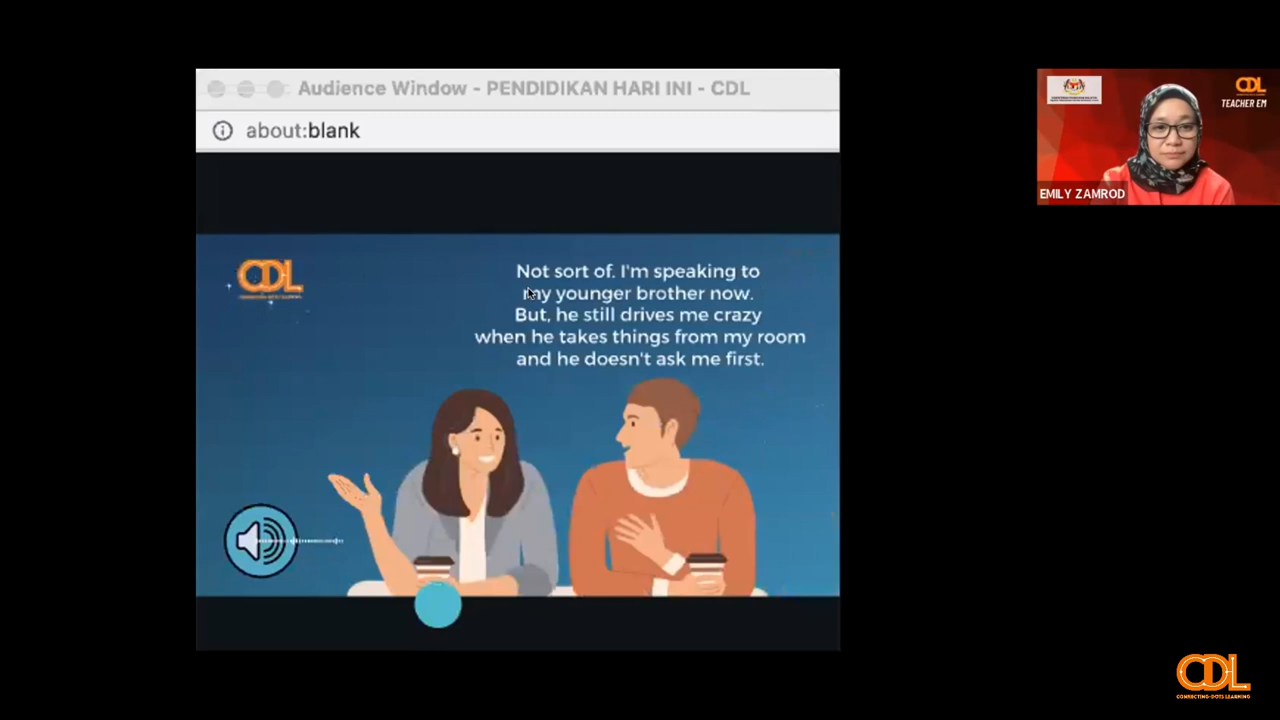 Audience Window - PENDIDIKAN HARI INI - CDL
about:blank
CDL
Not sort of. I'm speaking to
my younger brother now.
But, he still drives me crazy
when he takes things from my room
and he doesn't ask me first.
CDL
TEACHER EM
EMILY ZAMROD
CDL
CONNECTING-DOTS LEARNING